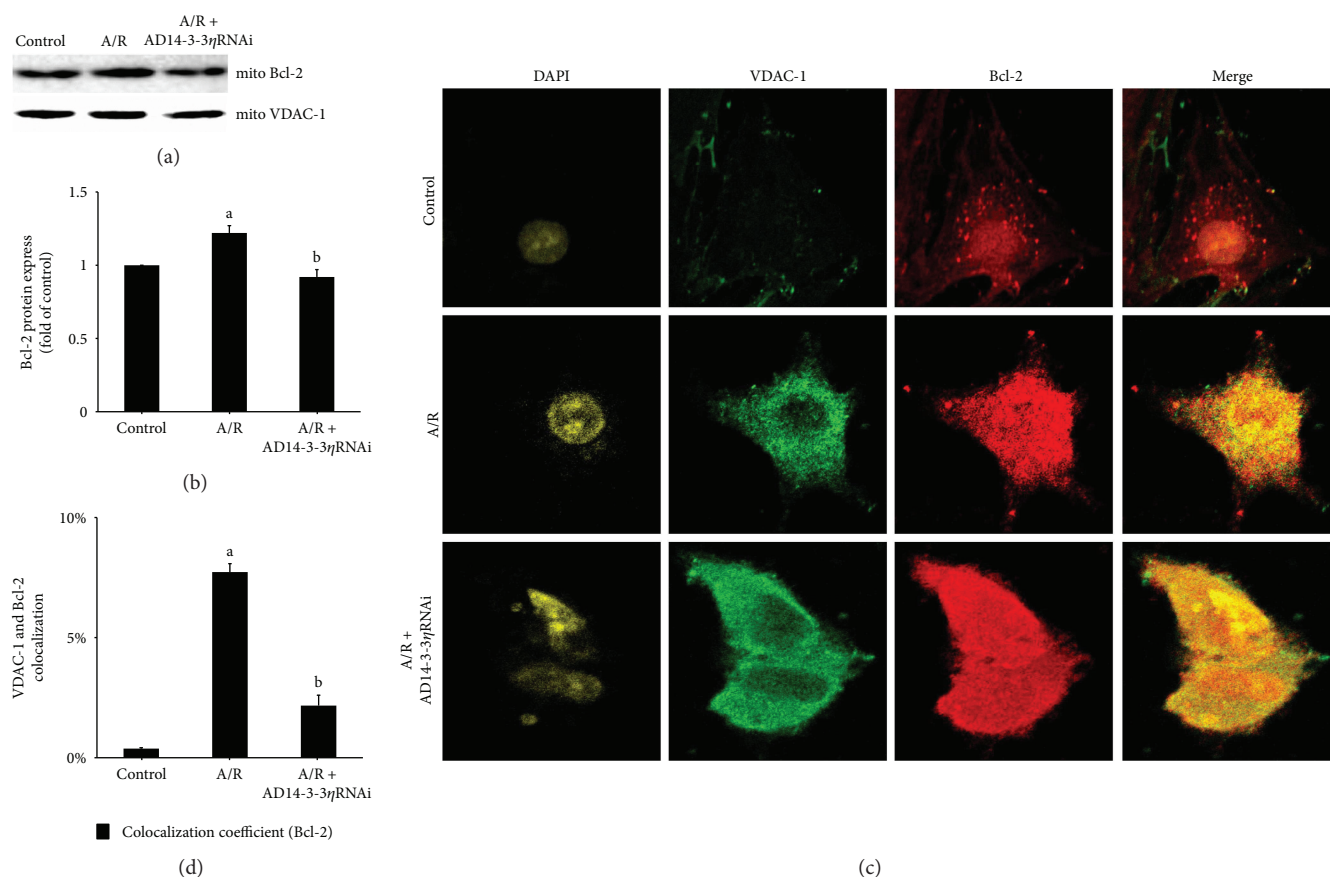 Control
A/R
A/R +
AD14-3-3ηRNAi
mito Bcl-2
mito VDAC-1
(a)
Bcl-2 protein express
(fold of control)
1.5
1
0.5
0
a
b
Control
A/R
A/R +
AD14-3-3ηRNAi
(b)
VDAC-1 and Bcl-2
colocalization
10%
5%
0%
a
b
Control
A/R
A/R +
AD14-3-3ηRNAi
Colocalization coefficient (Bcl-2)
(d)
DAPI
VDAC-1
Bcl-2
Merge
Control
A/R
A/R +
AD14-3-3ηRNAi
(c)